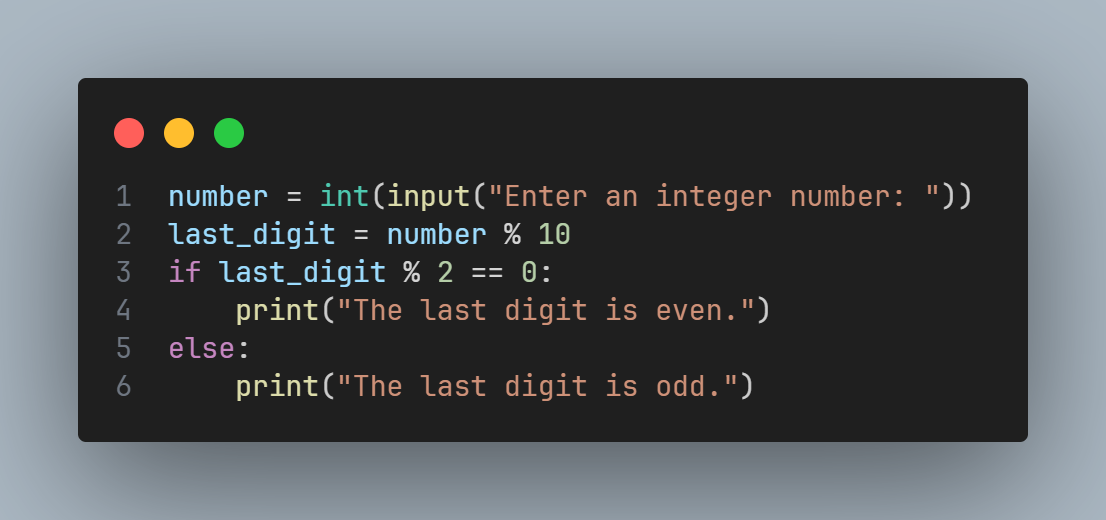 1 number = int(input("Enter an integer number: "))
2 last_digit = number % 10
3 if last_digit % 2 == 0:
4     print("The last digit is even.")
5 else:
6     print("The last digit is odd.")